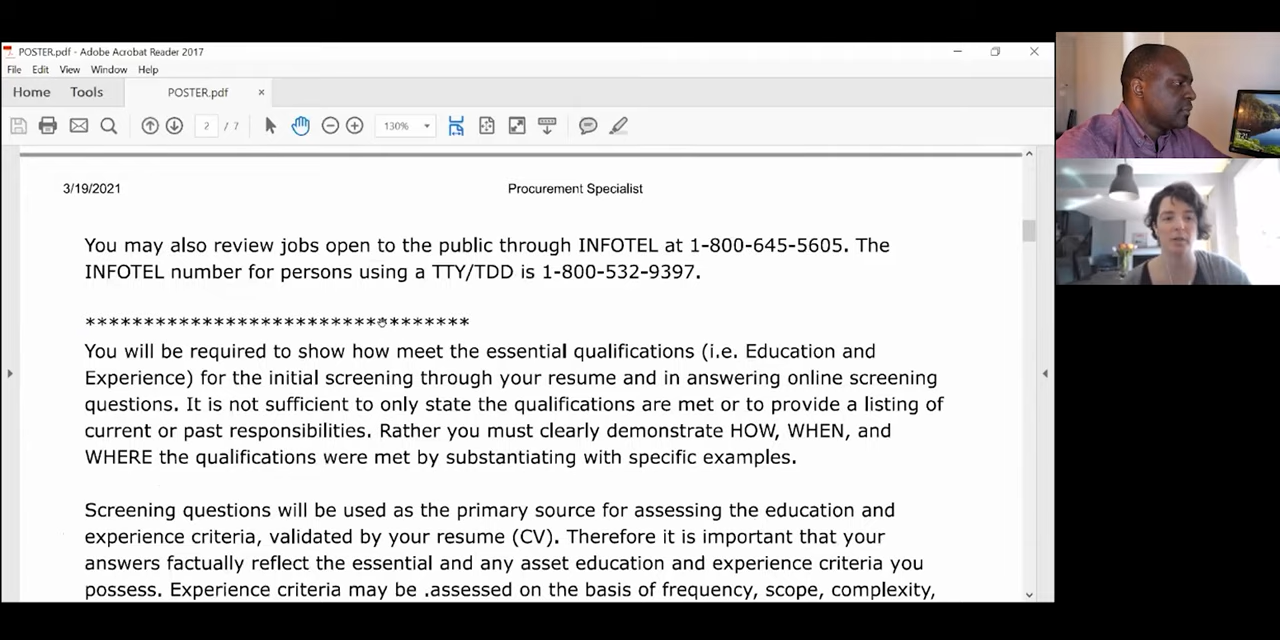 POSTER.pdf - Adobe Acrobat Reader 2017
File Edit View Window Help
Home Tools POSTER.pdf ×
2 / 7 130%
3/19/2021 Procurement Specialist
You may also review jobs open to the public through INFOTEL at 1-800-645-5605. The
INFOTEL number for persons using a TTY/TDD is 1-800-532-9397.
*********************************
You will be required to show how meet the essential qualifications (i.e. Education and
Experience) for the initial screening through your resume and in answering online screening
questions. It is not sufficient to only state the qualifications are met or to provide a listing of
current or past responsibilities. Rather you must clearly demonstrate HOW, WHEN, and
WHERE the qualifications were met by substantiating with specific examples.
Screening questions will be used as the primary source for assessing the education and
experience criteria, validated by your resume (CV). Therefore it is important that your
answers factually reflect the essential and any asset education and experience criteria you
possess. Experience criteria may be .assessed on the basis of frequency, scope, complexity,